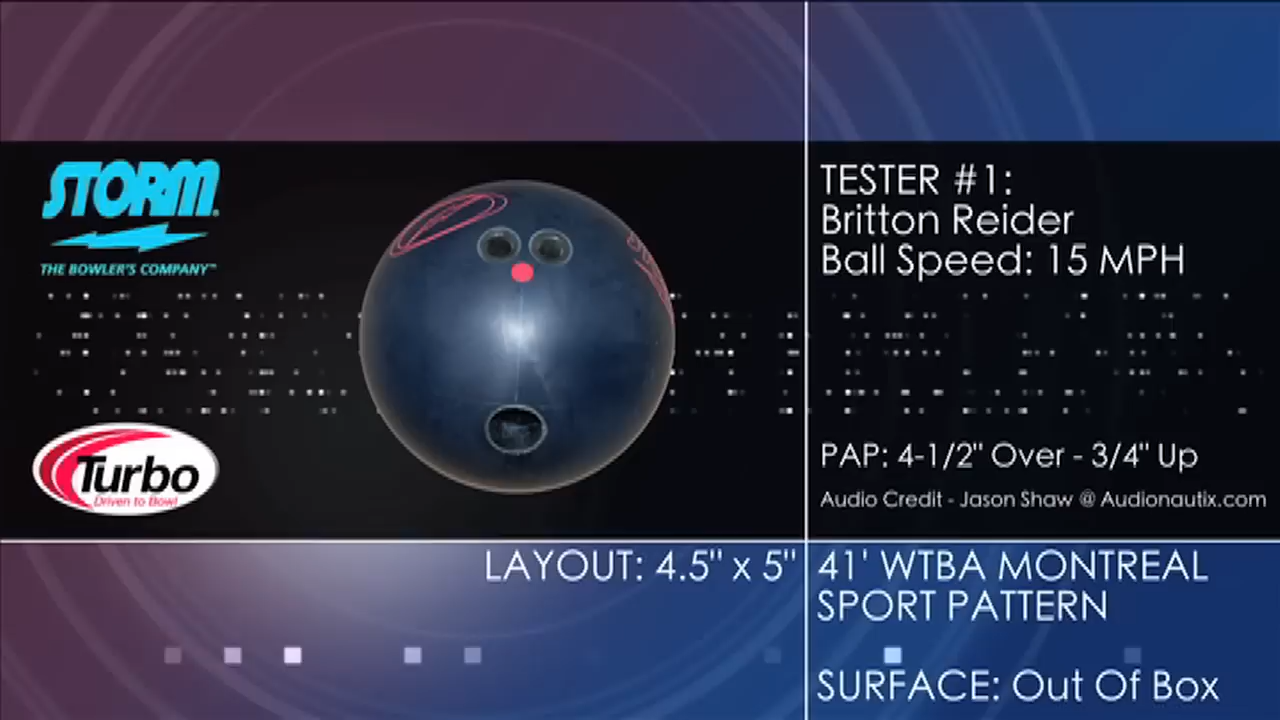 STORM
THE BOWLER'S COMPANY™
Turbo
Driven to Bowl
TESTER #1:
Britton Reider
Ball Speed: 15 MPH
PAP: 4-1/2" Over - 3/4" Up
Audio Credit - Jason Shaw @ Audionautix.com
LAYOUT: 4.5" x 5"
41' WTBA MONTREAL
SPORT PATTERN
SURFACE: Out Of Box